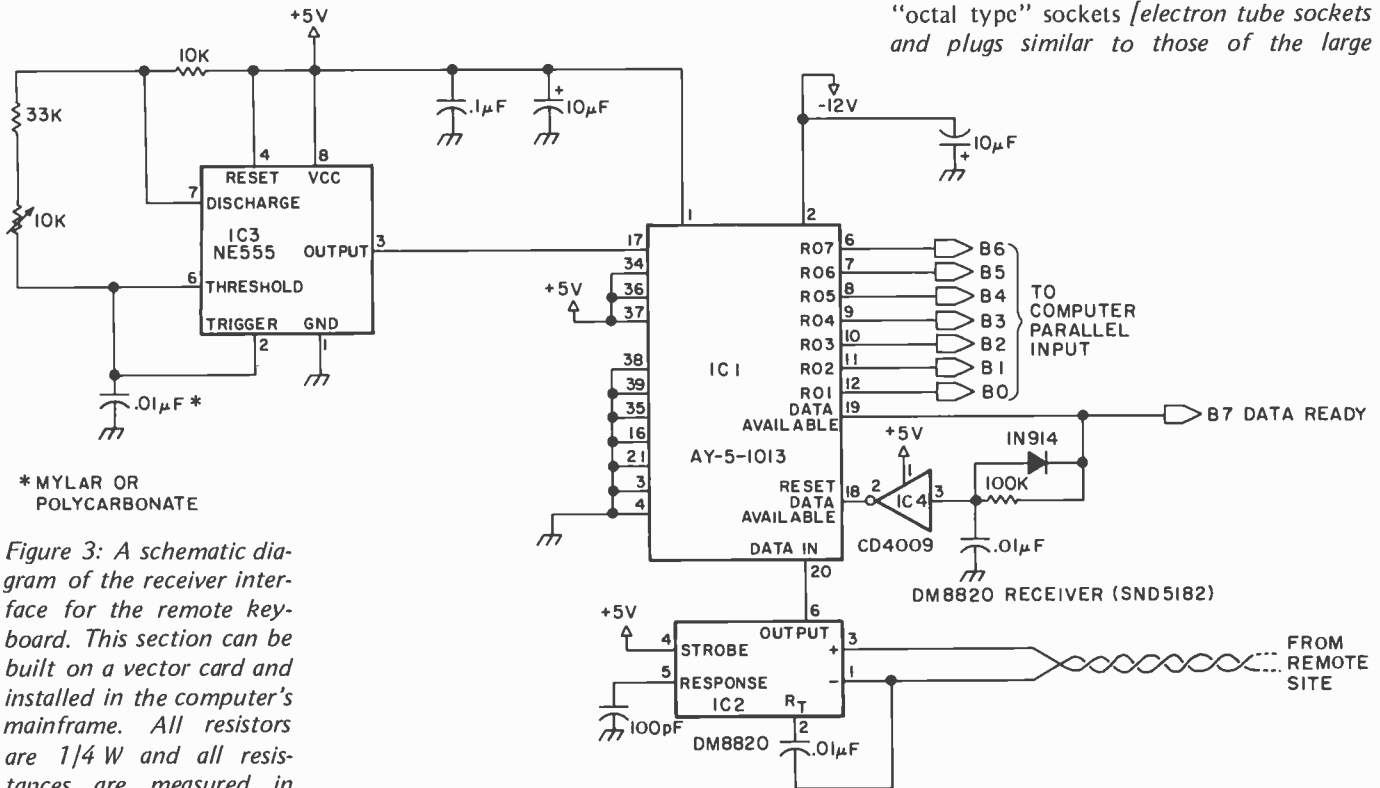 "octal type" sockets [electron tube sockets
and plugs similar to those of the large
+5V
10K
33K
10K
.1µF
+
10µF
-12V
10µF
+
4
8
RESET
VCC
7
DISCHARGE
IC3
NE555
OUTPUT
3
6
THRESHOLD
TRIGGER
GND
2
1
.01µF *
* MYLAR OR
POLYCARBONATE
1
2
17
34
36
37
+5V
38
39
35
16
21
3
4
IC1
AY-5-1013
RO7
6
B6
RO6
7
B5
RO5
8
B4
RO4
9
B3
RO3
10
B2
RO2
11
B1
RO1
12
B0
TO
COMPUTER
PARALLEL
INPUT
DATA
AVAILABLE
19
B7 DATA READY
RESET
DATA
AVAILABLE
18
2
IC4
3
+5V
1
CD4009
1N914
100K
.01µF
DATA IN
20
DM8820 RECEIVER (SND5182)
+5V
4
STROBE
5
RESPONSE
100pF
6
OUTPUT
+
3
-
1
IC2
RT
2
DM8820
.01µF
FROM
REMOTE
SITE
Figure 3: A schematic dia-
gram of the receiver inter-
face for the remote key-
board. This section can be
built on a vector card and
installed in the computer's
mainframe. All resistors
are 1/4 W and all resis-
tances are measured in